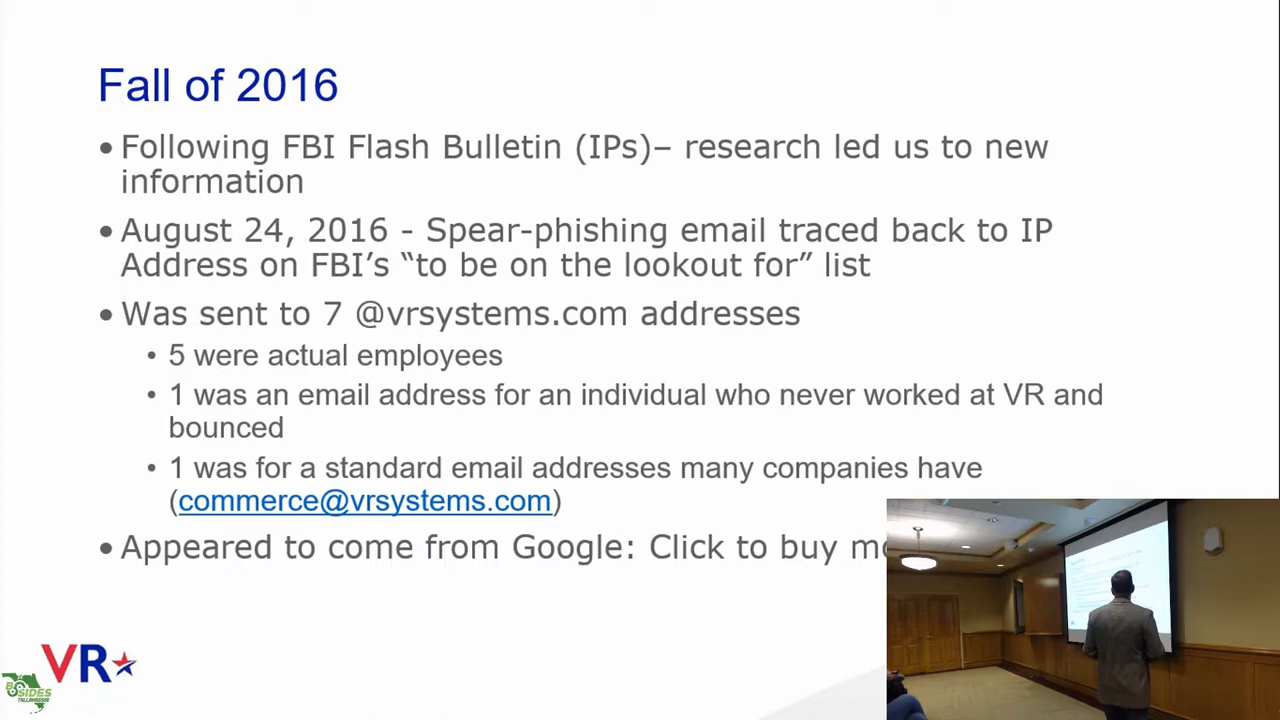 Fall of 2016
• Following FBI Flash Bulletin (IPs)– research led us to new
information
• August 24, 2016 - Spear-phishing email traced back to IP
Address on FBI’s “to be on the lookout for” list
• Was sent to 7 @vrsystems.com addresses
• 5 were actual employees
• 1 was an email address for an individual who never worked at VR and
bounced
• 1 was for a standard email addresses many companies have
(commerce@vrsystems.com)
• Appeared to come from Google: Click to buy
VR
BSIDES
TALLAHASSEE